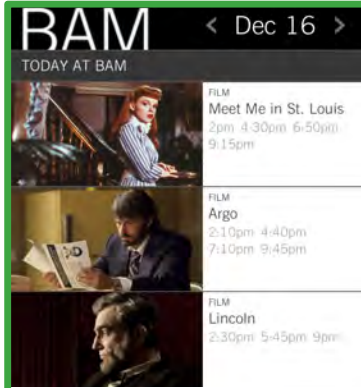 BAM
< Dec 16 >
TODAY AT BAM
FILM
Meet Me in St. Louis
2pm 4:30pm 6:50pm
9:15pm
FILM
Argo
2:10pm 4:40pm
7:10pm 9:45pm
FILM
Lincoln
2:30pm 5:45pm 9pm